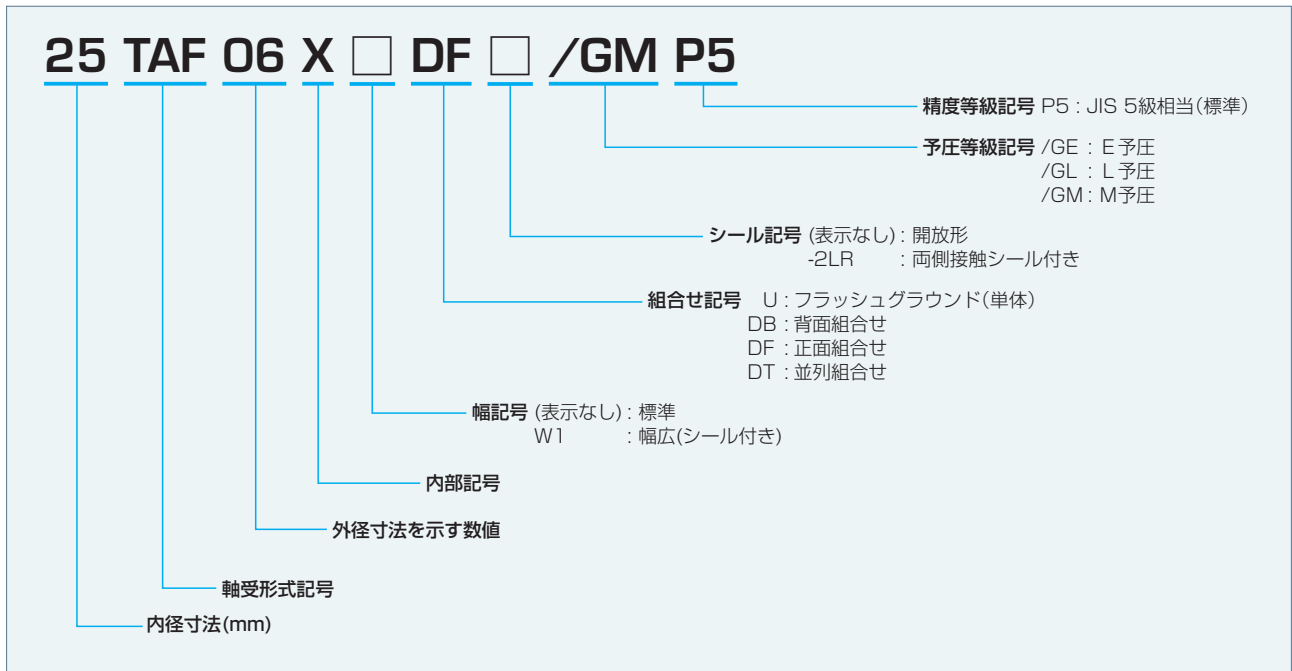 25 TAF 06 X □ DF □ /GM P5
精度等級記号 P5 : JIS 5級相当(標準)
予圧等級記号 /GE : E予圧
/GL : L予圧
/GM : M予圧
シール記号 (表示なし) : 開放形
-2LR : 両側接触シール付き
組合せ記号 U : フラッシュグラウンド(単体)
DB : 背面組合せ
DF : 正面組合せ
DT : 並列組合せ
幅記号 (表示なし) : 標準
W1 : 幅広(シール付き)
内部記号
外径寸法を示す数値
軸受形式記号
内径寸法(mm)